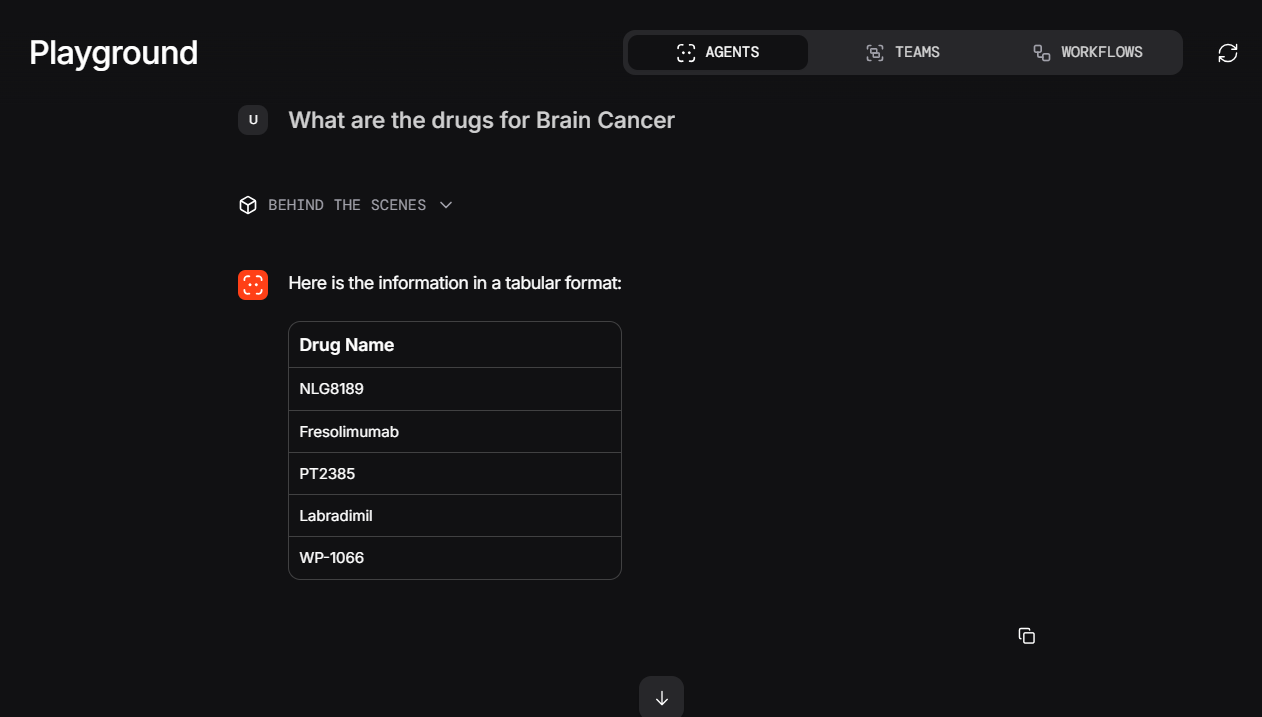 Playground
AGENTS
TEAMS
WORKFLOWS
U
What are the drugs for Brain Cancer
BEHIND THE SCENES
Here is the information in a tabular format:
Drug Name
NLG8189
Fresolimumab
PT2385
Labradimil
WP-1066